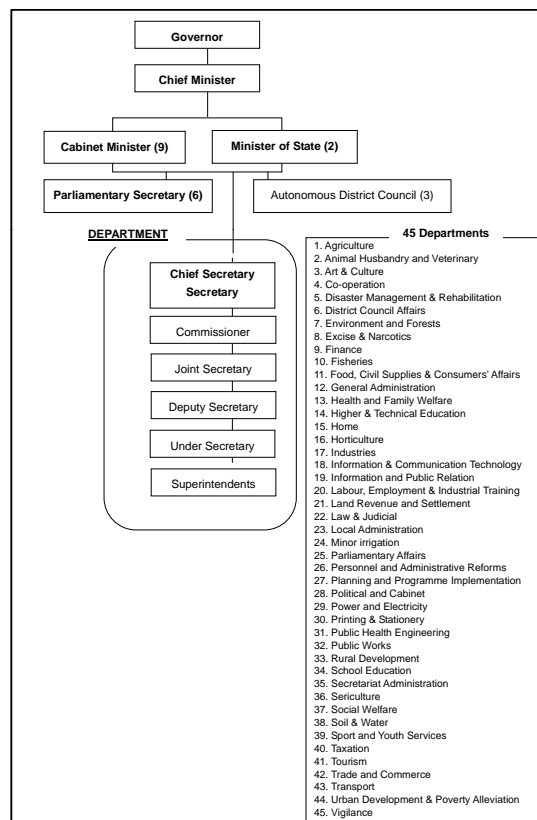 Governor
Chief Minister
Cabinet Minister (9)
Minister of State (2)
Parliamentary Secretary (6)
Autonomous District Council (3)
DEPARTMENT
Chief Secretary
Secretary
Commissioner
Joint Secretary
Deputy Secretary
Under Secretary
Superintendents
45 Departments
1. Agriculture
2. Animal Husbandry and Veterinary
3. Art & Culture
4. Co-operation
5. Disaster Management & Rehabilitation
6. District Council Affairs
7. Environment and Forests
8. Excise & Narcotics
9. Finance
10. Fisheries
11. Food, Civil Supplies & Consumers' Affairs
12. General Administration
13. Health and Family Welfare
14. Higher & Technical Education
15. Home
16. Horticulture
17. Industries
18. Information & Communication Technology
19. Information and Public Relation
20. Labour, Employment & Industrial Training
21. Land Revenue and Settlement
22. Law & Judicial
23. Local Administration
24. Minor irrigation
25. Parliamentary Affairs
26. Personnel and Administrative Reforms
27. Planning and Programme Implementation
28. Political and Cabinet
29. Power and Electricity
30. Printing & Stationery
31. Public Health Engineering
32. Public Works
33. Rural Development
34. School Education
35. Secretariat Administration
36. Sericulture
37. Social Welfare
38. Soil & Water
39. Sport and Youth Services
40. Taxation
41. Tourism
42. Trade and Commerce
43. Transport
44. Urban Development & Poverty Alleviation
45. Vigilance